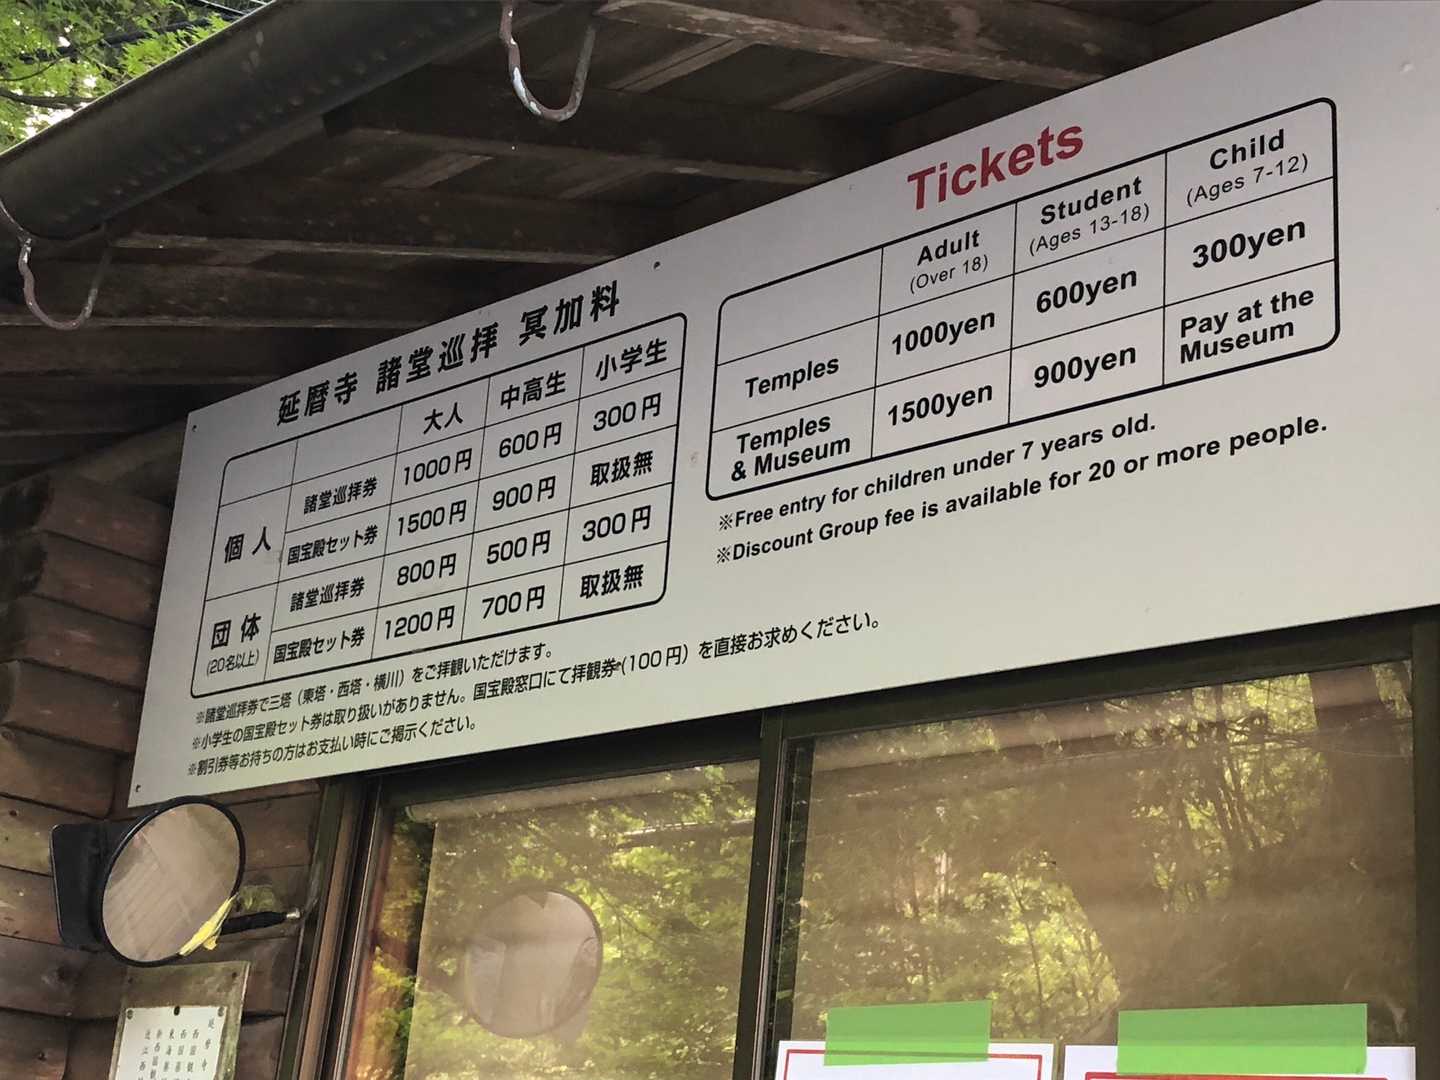 延暦寺 諸堂巡拝 冥加料
大人 中高生 小学生
個人 諸堂巡拝券 1000円 600円 300円
国宝殿セット券 1500円 900円 取扱無
団体 (20名以上) 諸堂巡拝券 800円 500円 300円
国宝殿セット券 1200円 700円 取扱無
※諸堂巡拝券で三塔（東塔・西塔・横川）をご拝観いただけます。
※小学生の国宝殿セット券は取り扱いがありません。国宝殿窓口にて拝観券(100円）を直接お求めください。
※割引券等お持ちの方はお支払い時にご掲示ください。
Tickets
Adult Student Child
(Over 18) (Ages 13-18) (Ages 7-12)
Temples 1000yen 600yen 300yen
Temples & Museum 1500yen 900yen Pay at the Museum
※Free entry for children under 7 years old.
※Discount Group fee is available for 20 or more people.
延暦寺